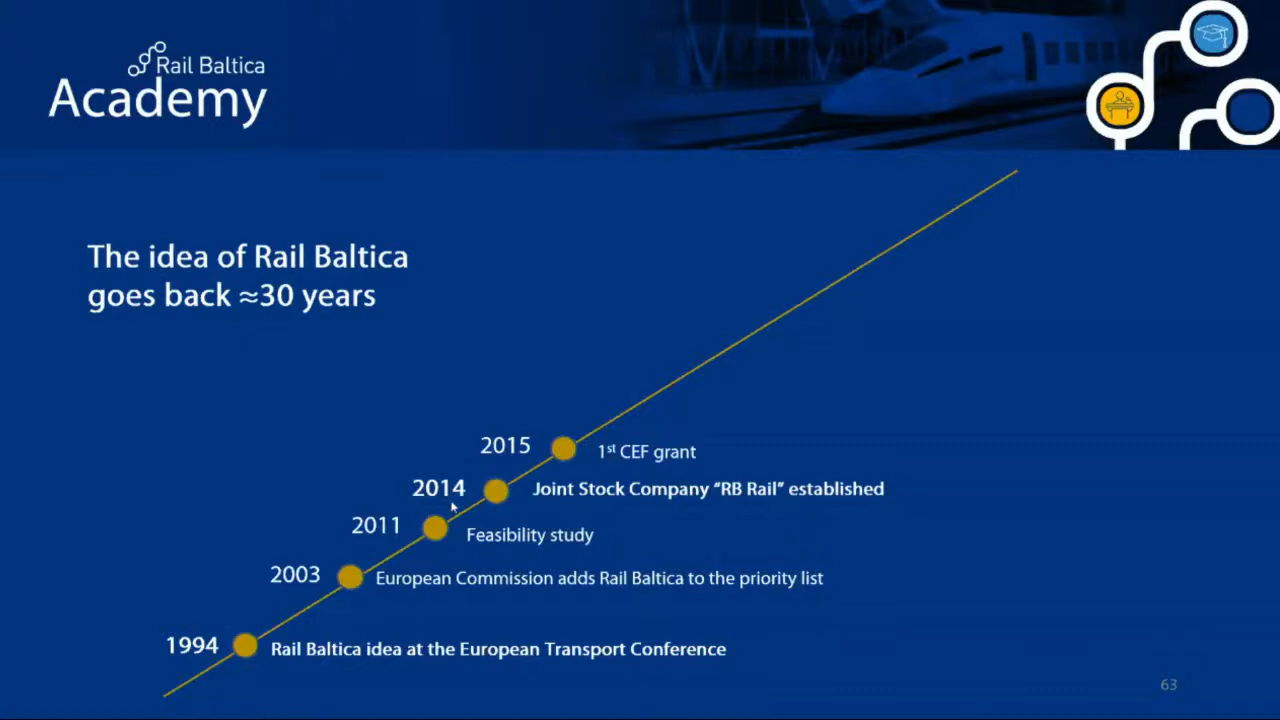 Rail Baltica
Academy
The idea of Rail Baltica
goes back ≈30 years
2015 1st CEF grant
2014 Joint Stock Company “RB Rail” established
2011 Feasibility study
2003 European Commission adds Rail Baltica to the priority list
1994 Rail Baltica idea at the European Transport Conference
63